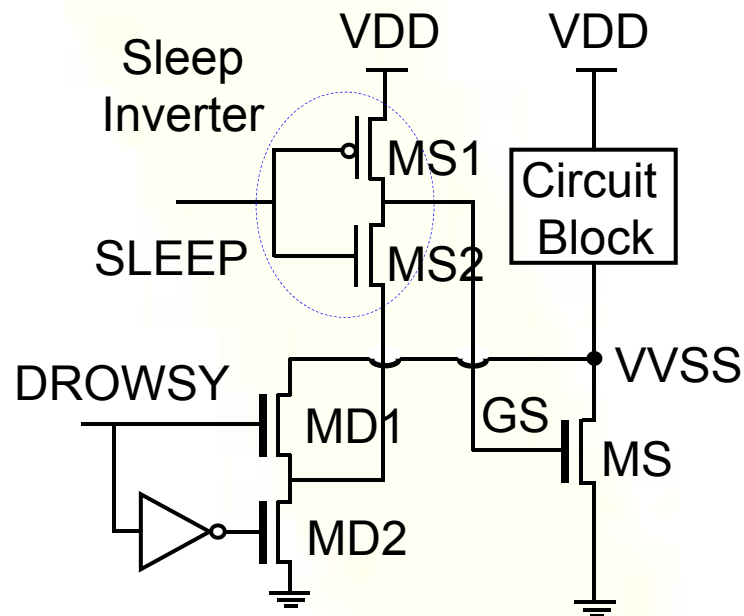 VDD
VDD
Sleep
Inverter
MS1
Circuit
Block
SLEEP
MS2
DROWSY
VVSS
MD1
GS
MS
MD2